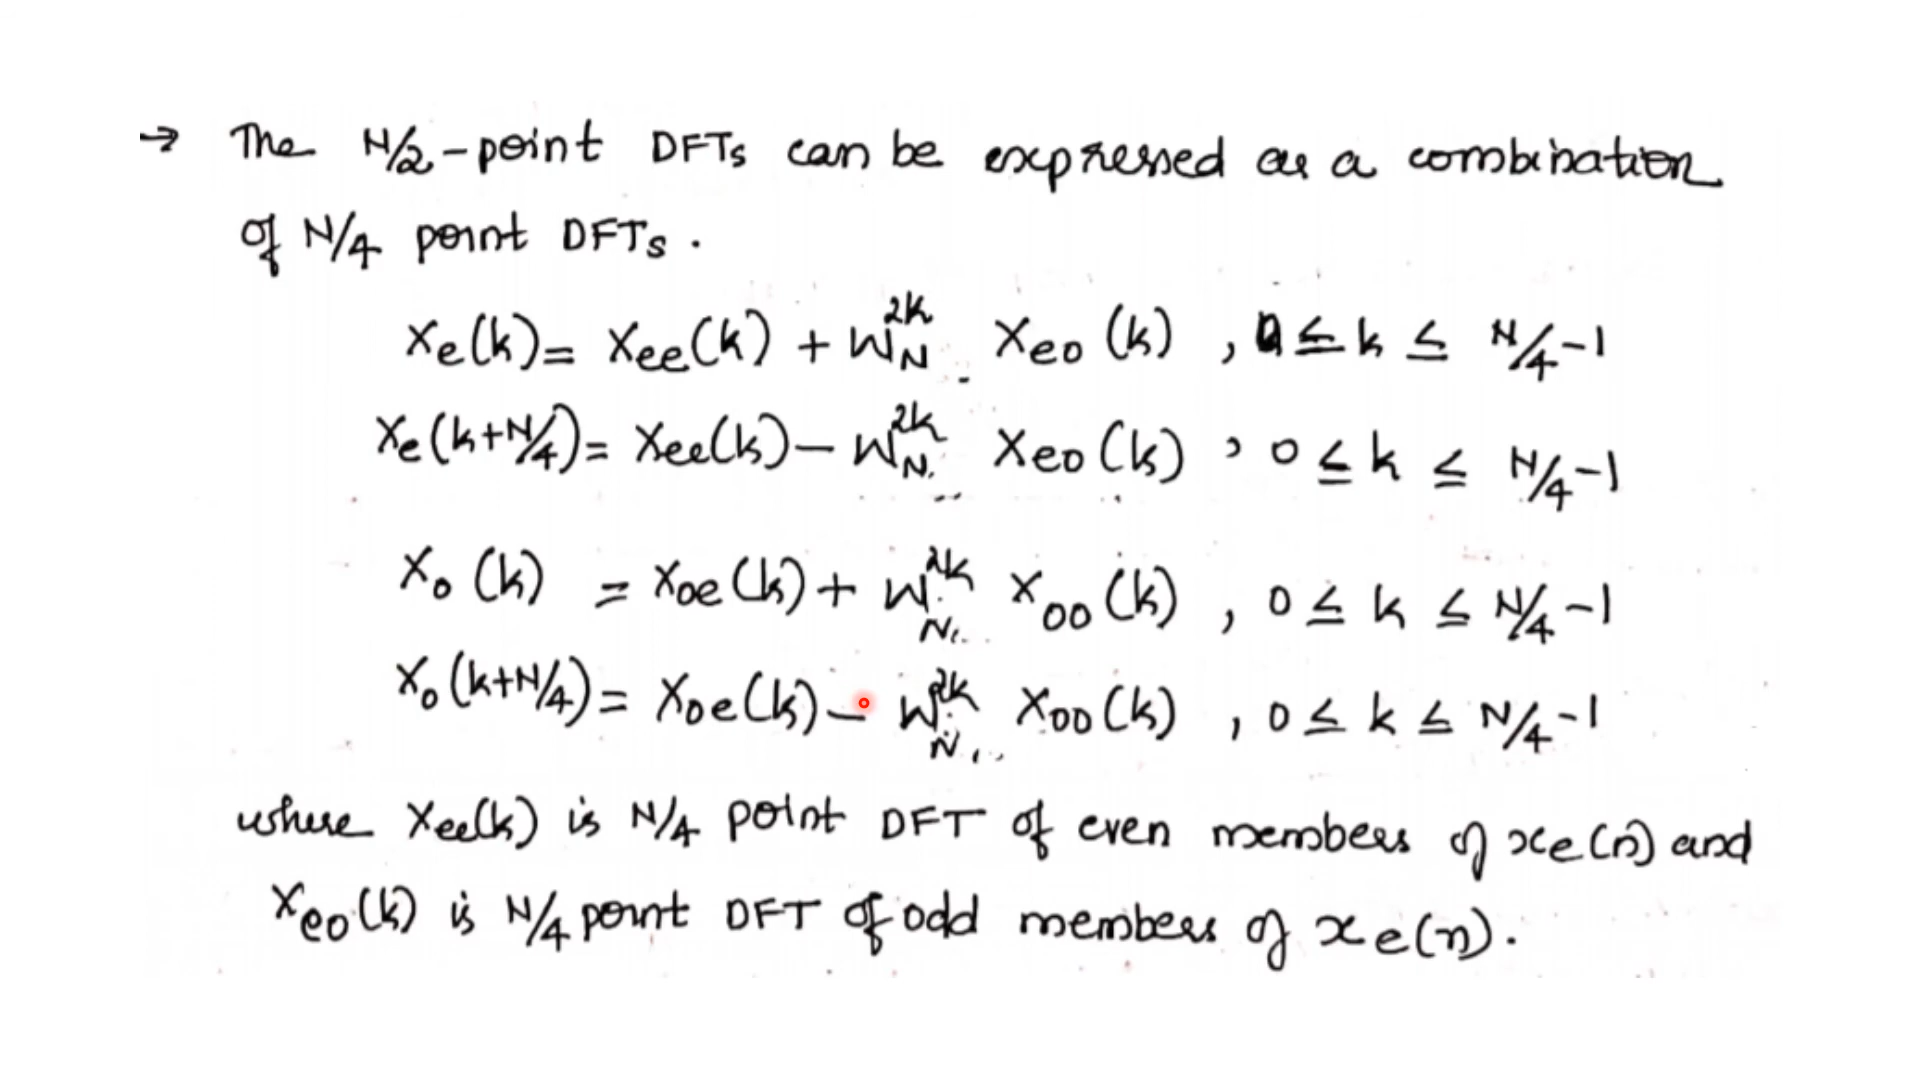 → The N/2-point DFTs can be expressed as a combination
of N/4 point DFTs.
Xe(k) = Xee(k) + W_N^2k Xeo(k) , 0 ≤ k ≤ N/4-1
Xe(k+N/4) = Xee(k) - W_N^2k Xeo(k) , 0 ≤ k ≤ N/4-1
Xo(k) = Xoe(k) + W_N^2k Xoo(k) , 0 ≤ k ≤ N/4-1
Xo(k+N/4) = Xoe(k) - W_N^2k Xoo(k) , 0 ≤ k ≤ N/4-1
where Xee(k) is N/4 point DFT of even members of xe(n) and
Xeo(k) is N/4 point DFT of odd members of xe(n).